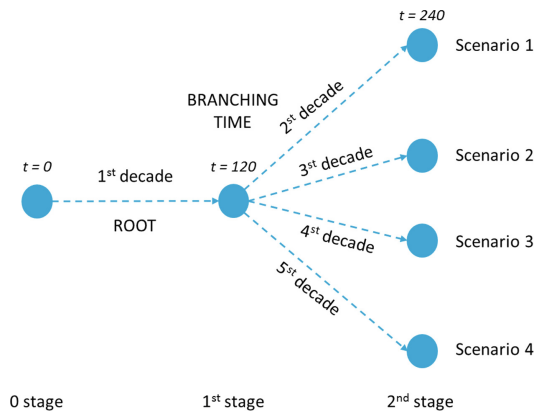 t = 240
Scenario 1
BRANCHING
TIME
2st decade
t = 0
1st decade
t = 120
3st decade
Scenario 2
ROOT
4st decade
Scenario 3
5st decade
Scenario 4
0 stage
1st stage
2nd stage